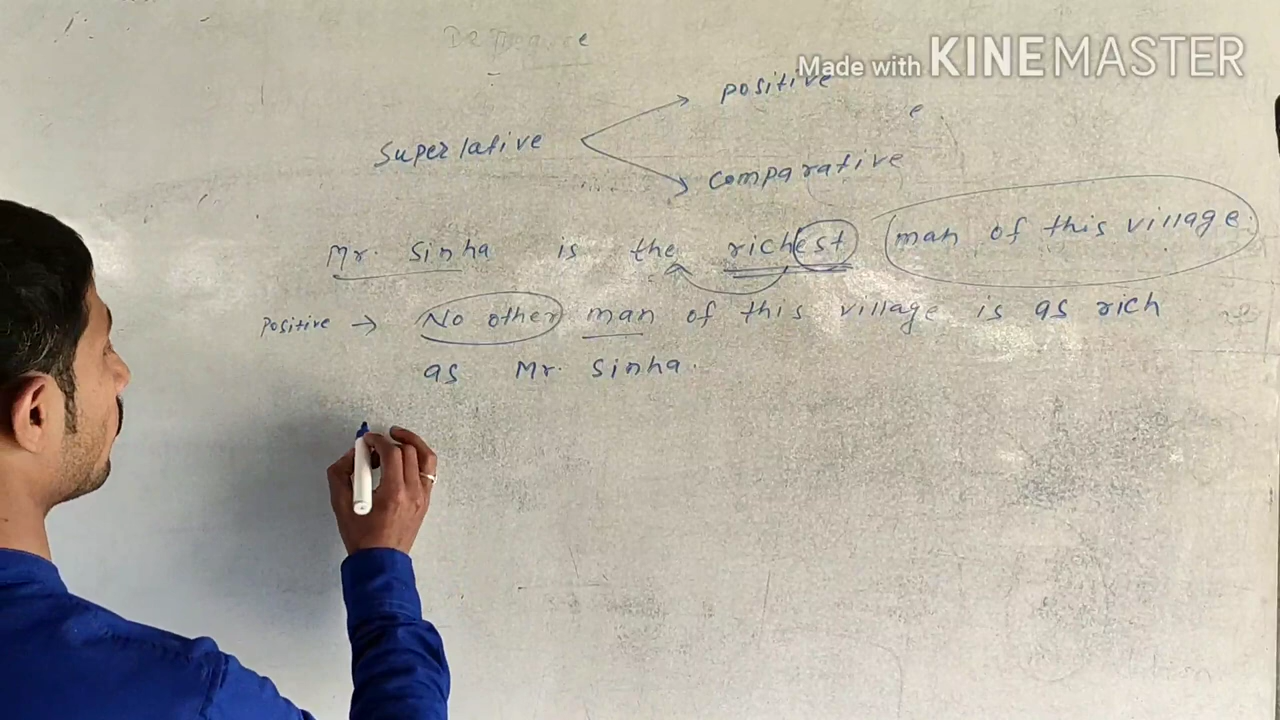 Made with KINEMASTER
Degree
positive
Superlative
comparative
Mr. Sinha is the richest man of this village.
Positive → No other man of this village is as rich
as Mr. Sinha.